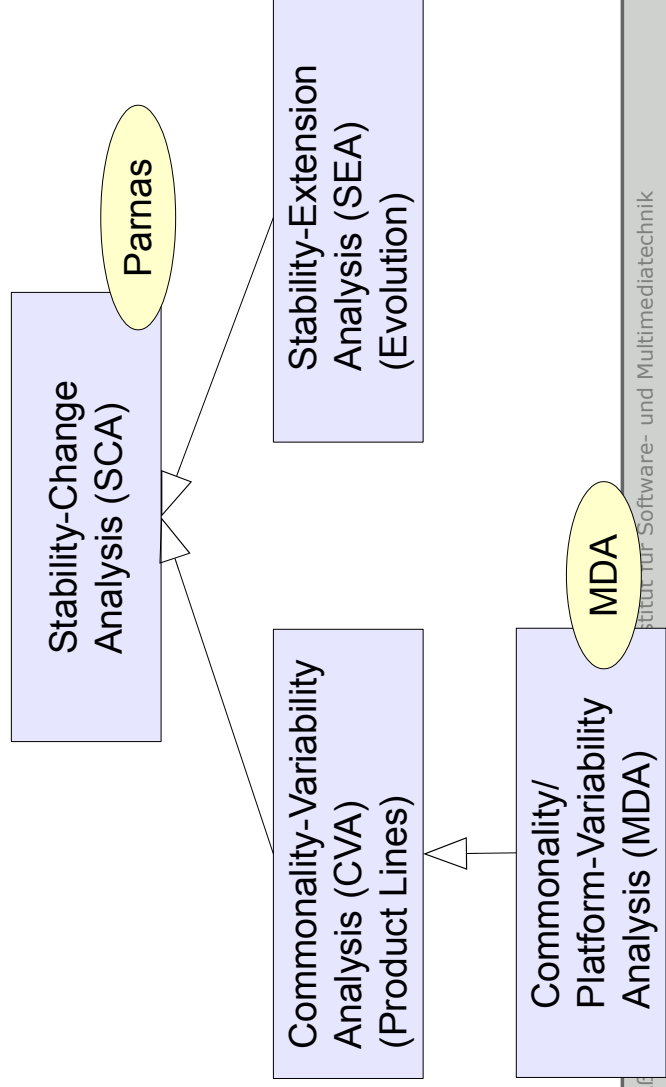 Stability-Change
Analysis (SCA)
Parnas
Commonality-Variability
Analysis (CVA)
(Product Lines)
Stability-Extension
Analysis (SEA)
(Evolution)
Commonality/
Platform-Variability
Analysis (MDA)
MDA
für Software- und Multimediatechnik